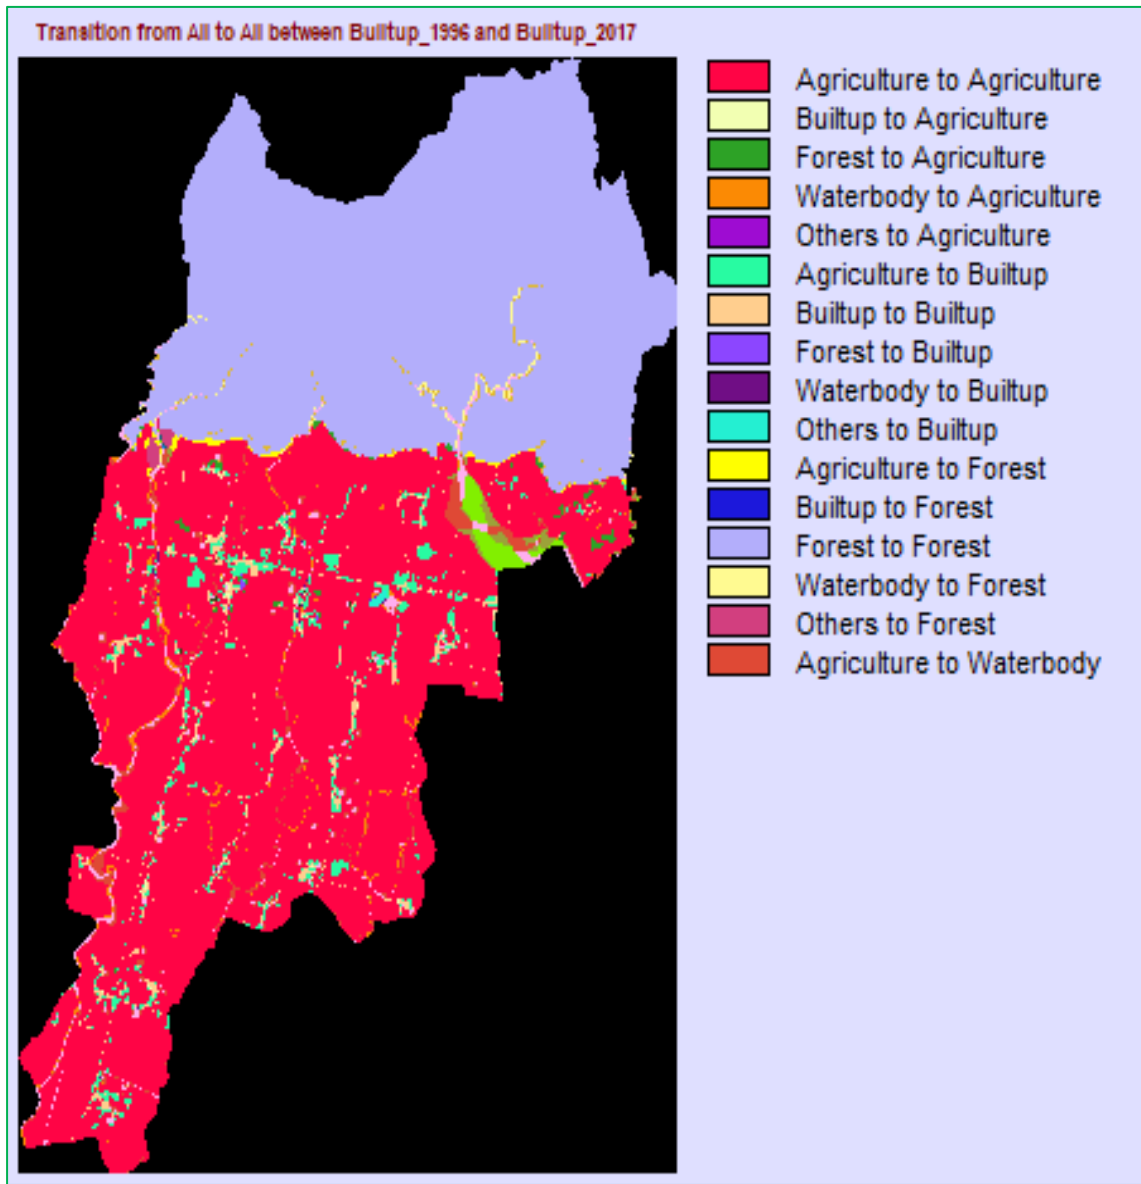 Transition from All to All between Builtup_1996 and Builtup_2017
Agriculture to Agriculture
Builtup to Agriculture
Forest to Agriculture
Waterbody to Agriculture
Others to Agriculture
Agriculture to Builtup
Builtup to Builtup
Forest to Builtup
Waterbody to Builtup
Others to Builtup
Agriculture to Forest
Builtup to Forest
Forest to Forest
Waterbody to Forest
Others to Forest
Agriculture to Waterbody